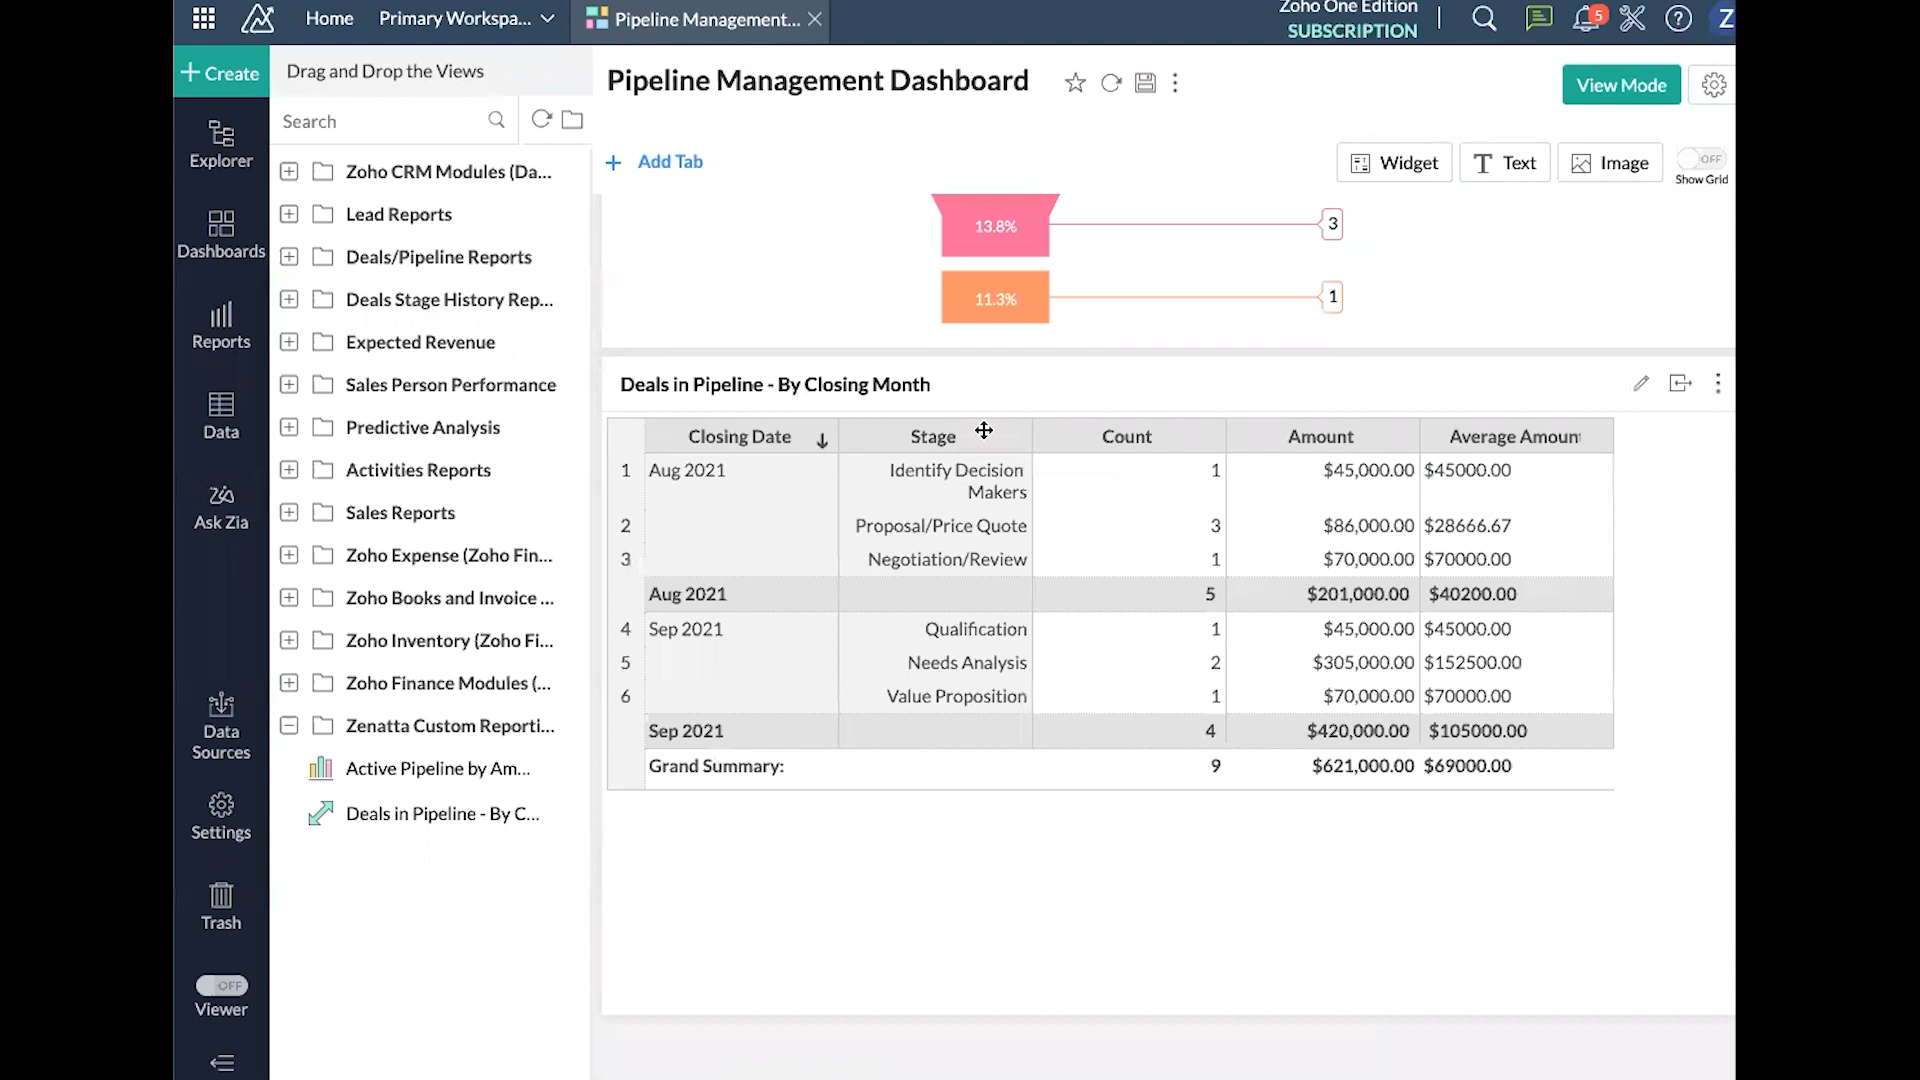 Home
Primary Workspa...
Pipeline Management...
Zoho One Edition
SUBSCRIPTION
5
Z
Create
Drag and Drop the Views
Pipeline Management Dashboard
View Mode
Search
Explorer
Add Tab
Widget
Text
Image
OFF
Show Grid
Zoho CRM Modules (Da...
Lead Reports
Dashboards
Deals/Pipeline Reports
Deals Stage History Rep...
Reports
Expected Revenue
Sales Person Performance
Data
Predictive Analysis
Activities Reports
Ask Zia
Sales Reports
Zoho Expense (Zoho Fin...
Zoho Books and Invoice ...
Zoho Inventory (Zoho Fi...
Zoho Finance Modules (...
Data
Sources
Zenatta Custom Reporti...
Active Pipeline by Am...
Deals in Pipeline - By C...
Settings
Trash
OFF
Viewer
13.8% 3
11.3% 1
Deals in Pipeline - By Closing Month
Closing Date Stage Count Amount Average Amoun
1 Aug 2021 Identify Decision 1 $45,000.00 $45000.00
Makers
2 Proposal/Price Quote 3 $86,000.00 $28666.67
3 Negotiation/Review 1 $70,000.00 $70000.00
Aug 2021 5 $201,000.00 $40200.00
4 Sep 2021 Qualification 1 $45,000.00 $45000.00
5 Needs Analysis 2 $305,000.00 $152500.00
6 Value Proposition 1 $70,000.00 $70000.00
Sep 2021 4 $420,000.00 $105000.00
Grand Summary: 9 $621,000.00 $69000.00